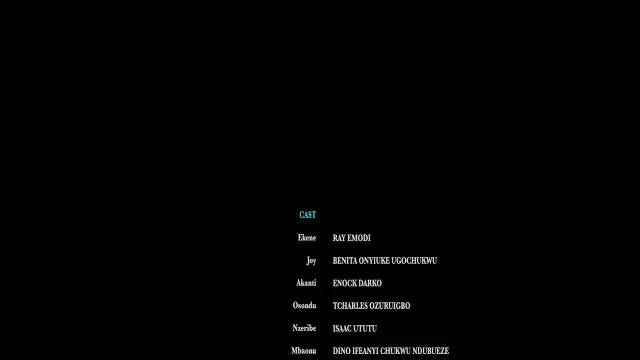 CAST
Ekene RAY EMODI
Joy BENITA ONYIUKE UGOCHUKWU
Akanti ENOCK DARKO
Osondu TCHARLES OZURUIGBO
Nzeribe ISAAC UTUTU
Mbaonu DINO IFEANYI CHUKWU NDUBUEZE